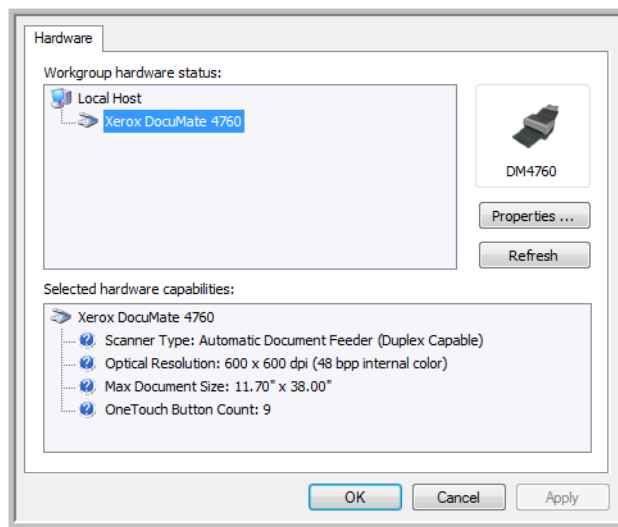 Hardware
Workgroup hardware status:
Local Host
Xerox DocuMate 4760
DM4760
Properties ...
Refresh
Selected hardware capabilities:
Xerox DocuMate 4760
Scanner Type: Automatic Document Feeder (Duplex Capable)
Optical Resolution: 600 x 600 dpi (48 bpp internal color)
Max Document Size: 11.70" x 38.00"
OneTouch Button Count: 9
OK Cancel Apply